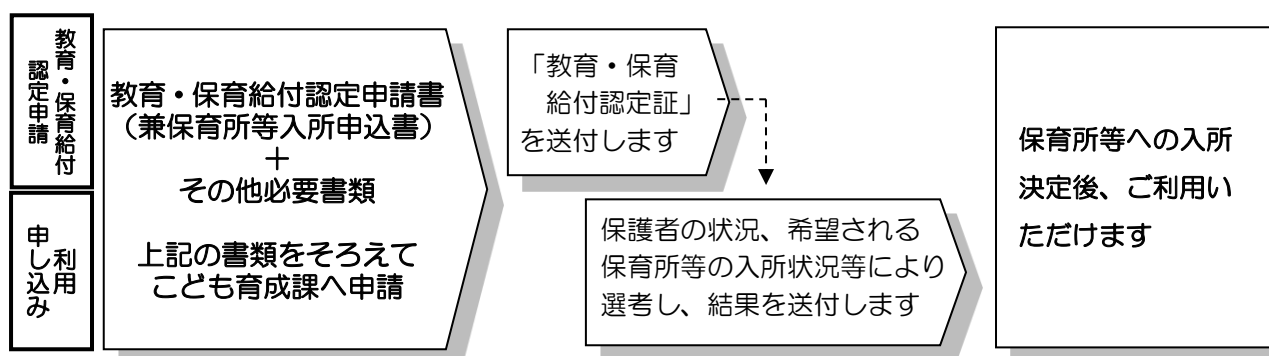 教育・保育給付
認定申請
利用
申し込み
教育・保育給付認定申請書
（兼保育所等入所申込書）
＋
その他必要書類
上記の書類をそろえて
こども育成課へ申請
「教育・保育
給付認定証」
を送付します
保護者の状況、希望される
保育所等の入所状況等により
選考し、結果を送付します
保育所等への入所
決定後、ご利用い
ただけます